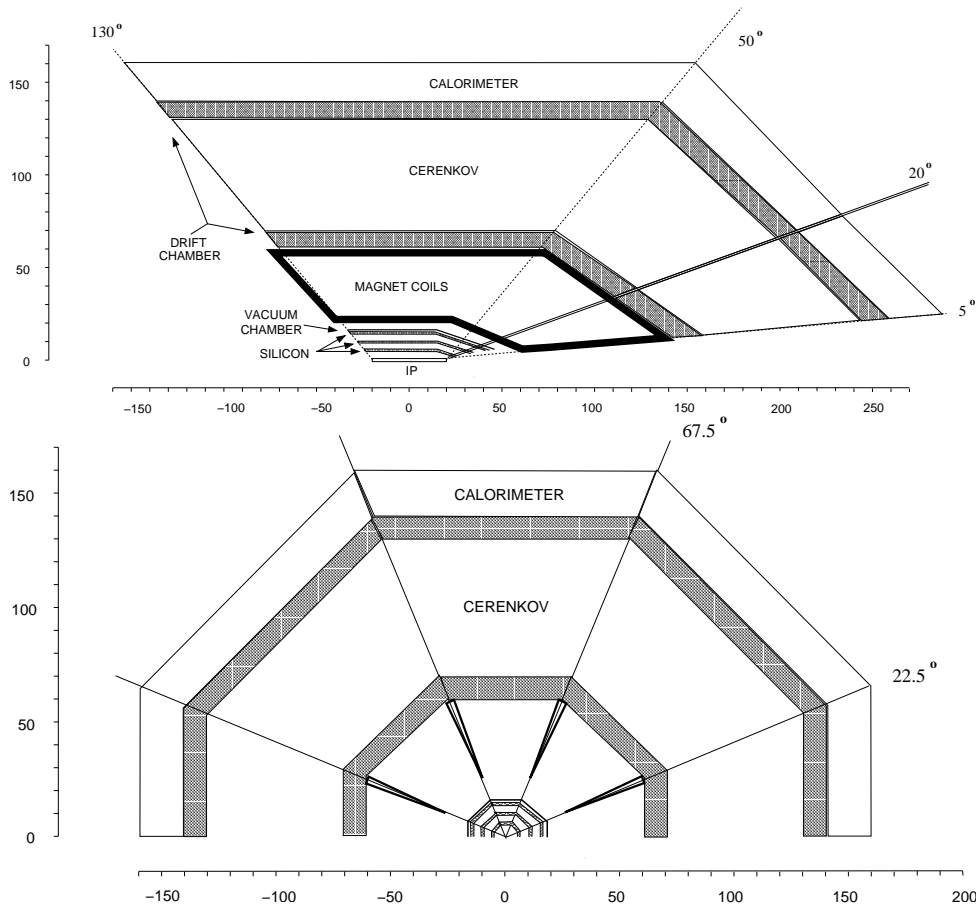 130°
50°
150
CALORIMETER
100
CERENKOV
20°
DRIFT
CHAMBER
50
MAGNET COILS
VACUUM
CHAMBER
5°
SILICON
0
IP
−150 −100 −50 0 50 100 150 200 250
67.5°
150
CALORIMETER
100
CERENKOV
22.5°
50
0
−150 −100 −50 0 50 100 150 200